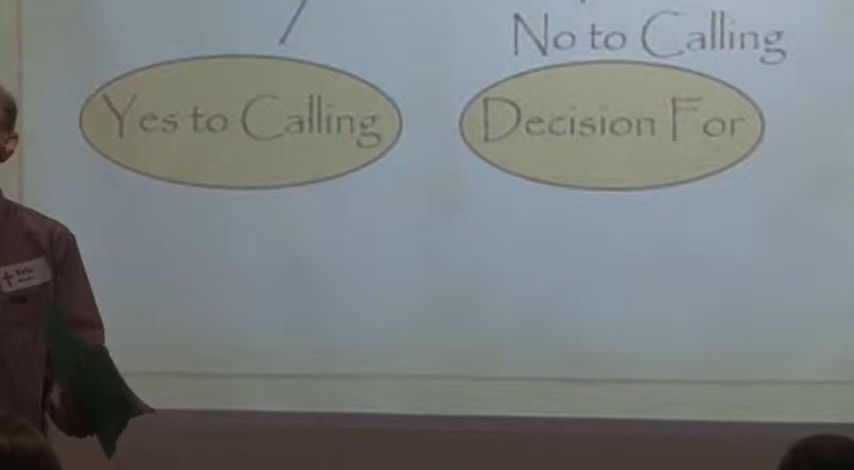 No to Calling
Yes to Calling
Decision For